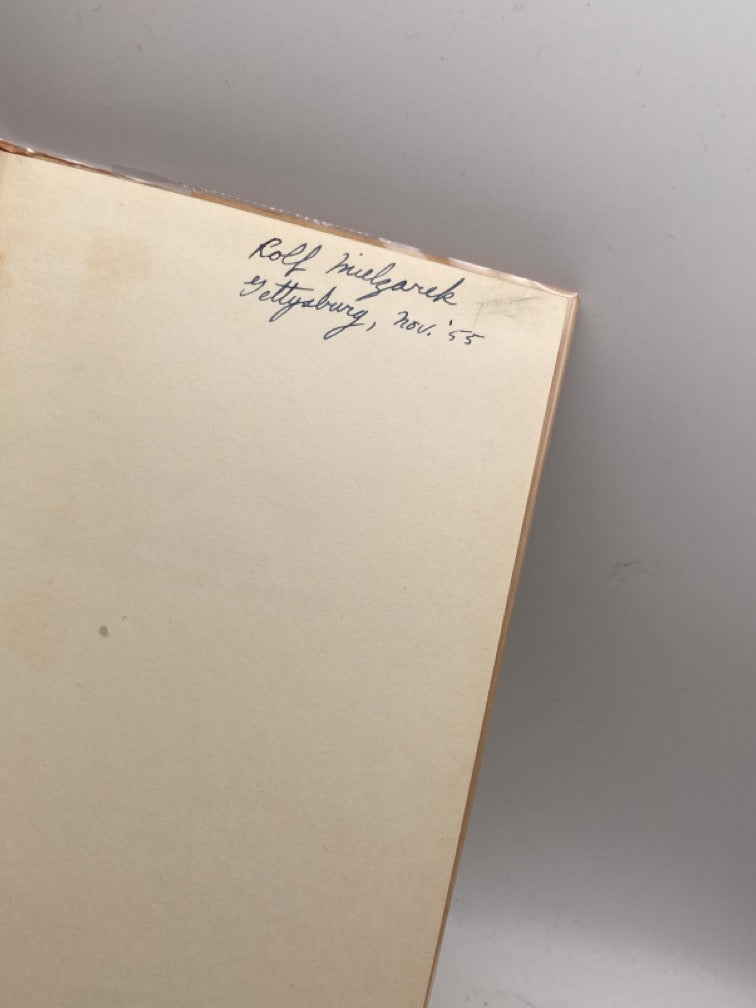 Rolf Mielzarek
Gettysburg, Nov. '55